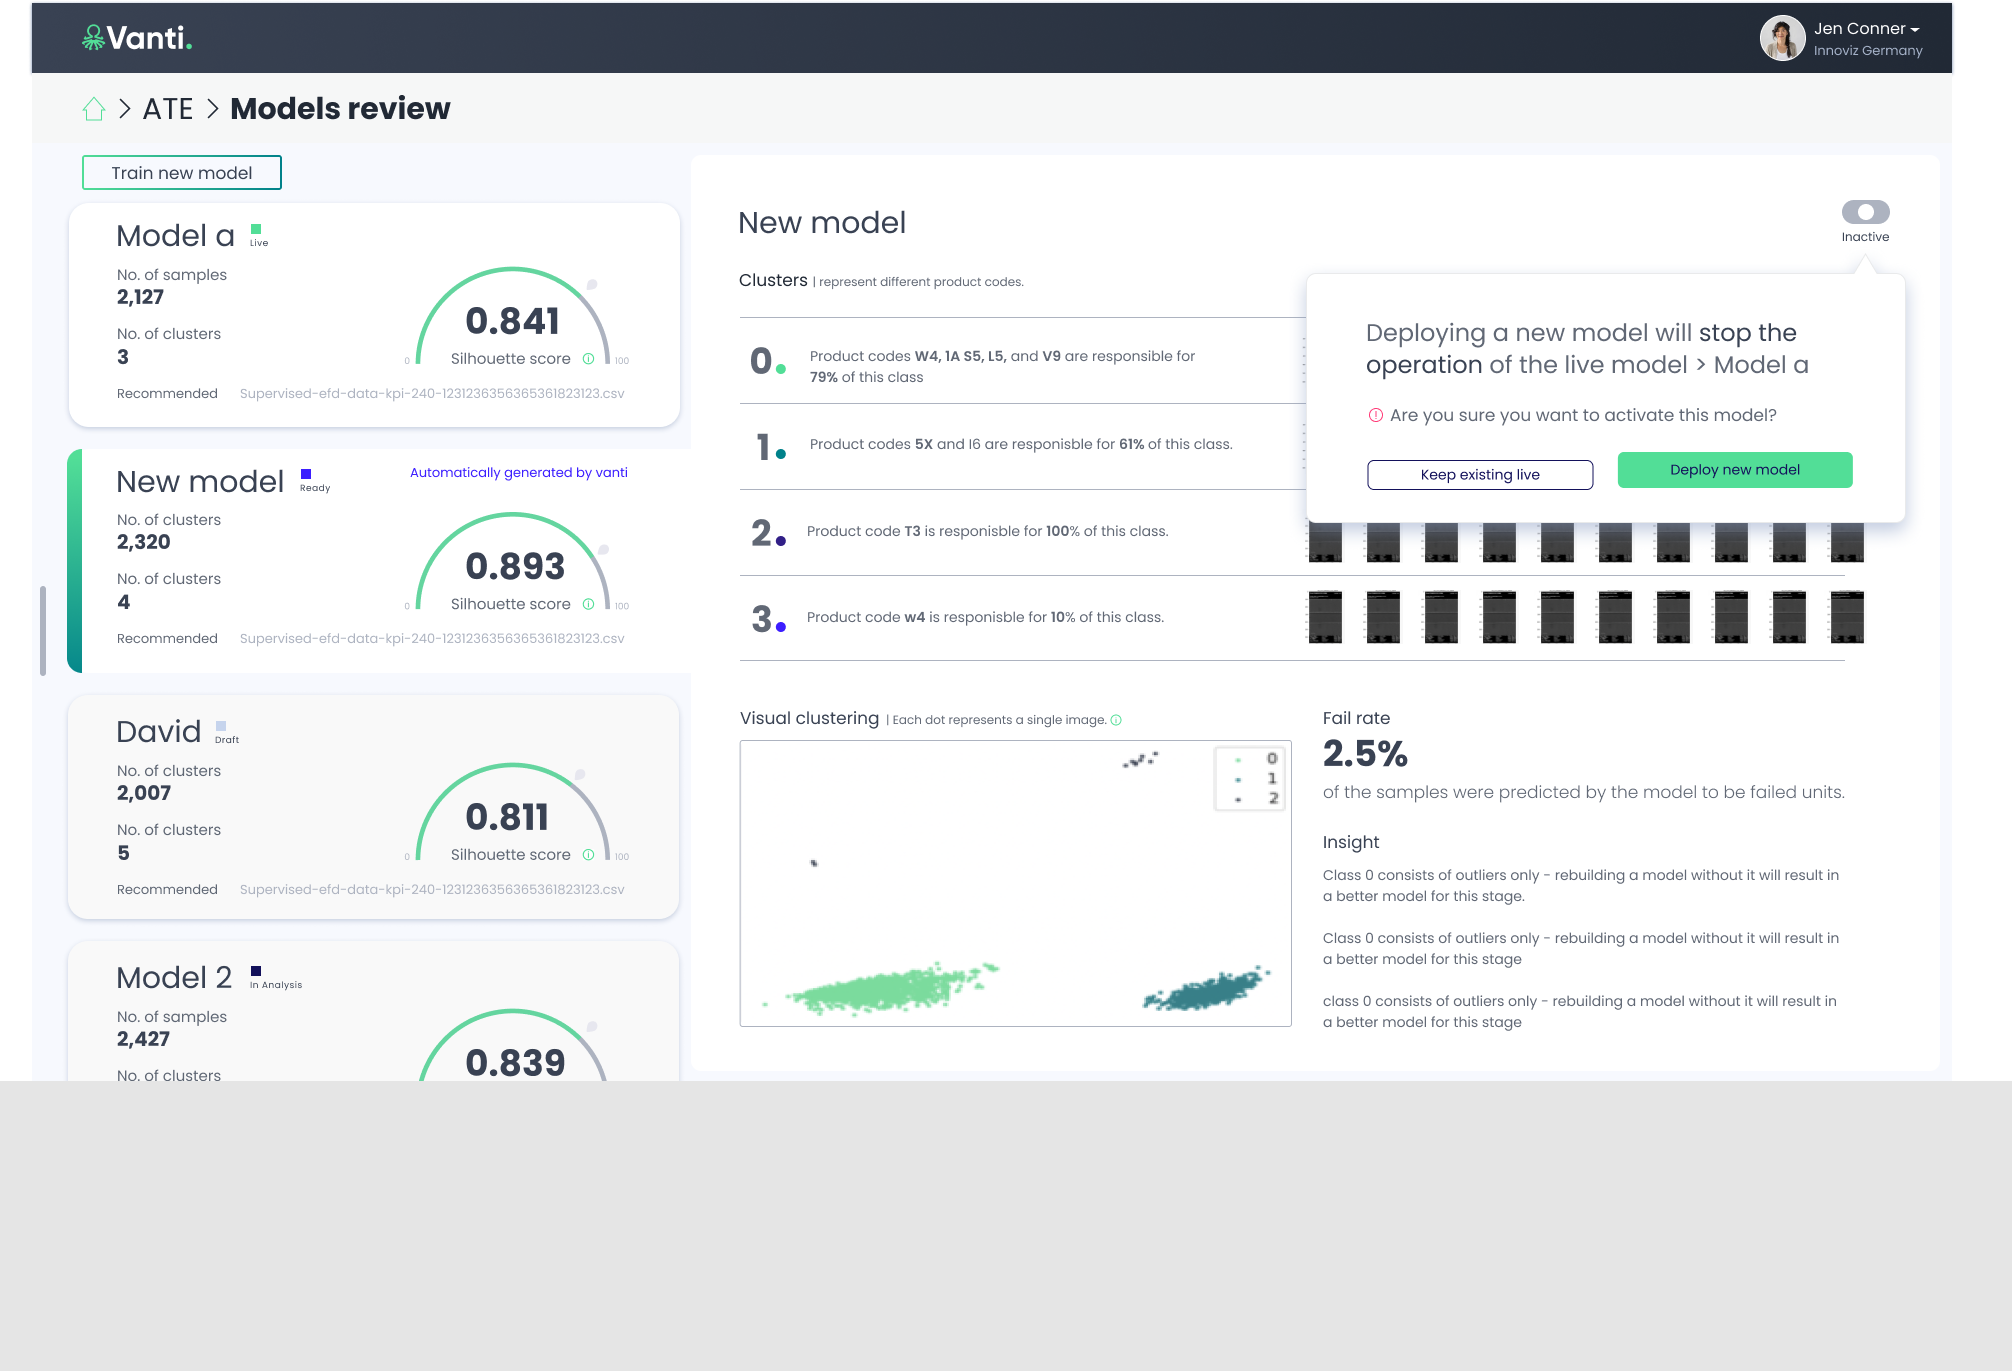 Vanti.
Jen Conner
Innoviz Germany
ATE > Models review
Train new model
Model a
Live
No. of samples
2,127
No. of clusters
3
0.841
Silhouette score
0
100
Recommended
Supervised-efd-data-kpi-240-1231236356365361823123.csv
New model
Ready
Automatically generated by vanti
No. of clusters
2,320
No. of clusters
4
0.893
Silhouette score
0
100
Recommended
Supervised-efd-data-kpi-240-1231236356365361823123.csv
David
Draft
No. of clusters
2,007
No. of clusters
5
0.811
Silhouette score
0
100
Recommended
Supervised-efd-data-kpi-240-1231236356365361823123.csv
Model 2
In Analysis
No. of samples
2,427
No. of clusters
0.839
New model
Inactive
Clusters | represent different product codes.
0.
Product codes W4, 1A S5, L5, and V9 are responsible for
79% of this class
1.
Product codes 5X and I6 are responisble for 61% of this class.
2.
Product code T3 is responisble for 100% of this class.
3.
Product code w4 is responisble for 10% of this class.
Deploying a new model will stop the
operation of the live model > Model a
Are you sure you want to activate this model?
Keep existing live
Deploy new model
Visual clustering | Each dot represents a single image.
0
1
2
Fail rate
2.5%
of the samples were predicted by the model to be failed units.
Insight
Class 0 consists of outliers only - rebuilding a model without it will result in
a better model for this stage.
Class 0 consists of outliers only - rebuilding a model without it will result in
a better model for this stage
class 0 consists of outliers only - rebuilding a model without it will result in
a better model for this stage